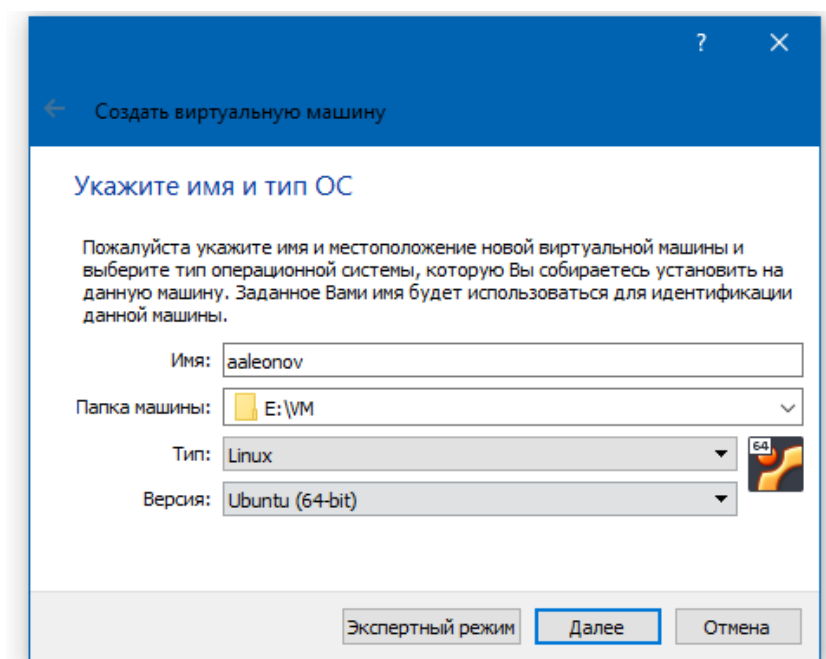 ?
Создать виртуальную машину
Укажите имя и тип ОС
Пожалуйста укажите имя и местоположение новой виртуальной машины и
выберите тип операционной системы, которую Вы собираетесь установить на
данную машину. Заданное Вами имя будет использоваться для идентификации
данной машины.
Имя: aaleonov
Папка машины: E:\VM
Тип: Linux
64
Версия: Ubuntu (64-bit)
Экспертный режим Далее Отмена